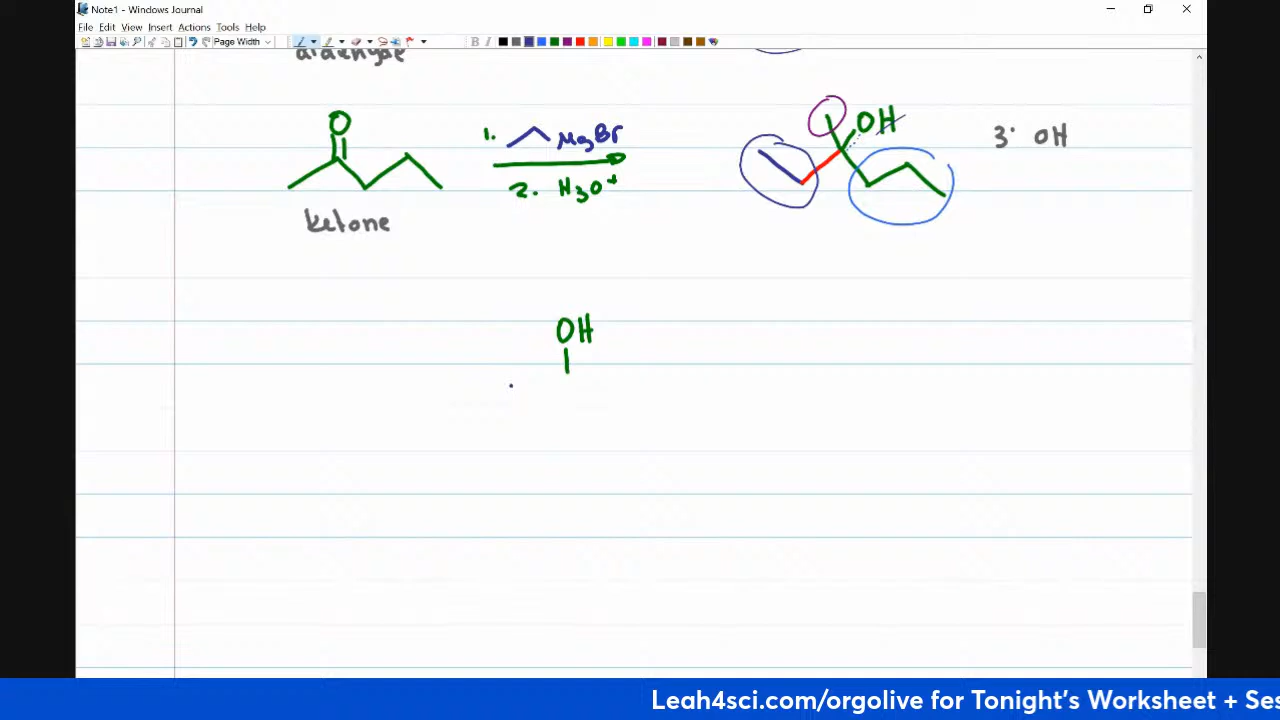 Note1 - Windows Journal
File Edit View Insert Actions Tools Help
Page Width
B I
aldehyde
O
1. MgBr
2. H3O+
OH
3° OH
ketone
OH
Leah4sci.com/orgolive for Tonight's Worksheet + Ses